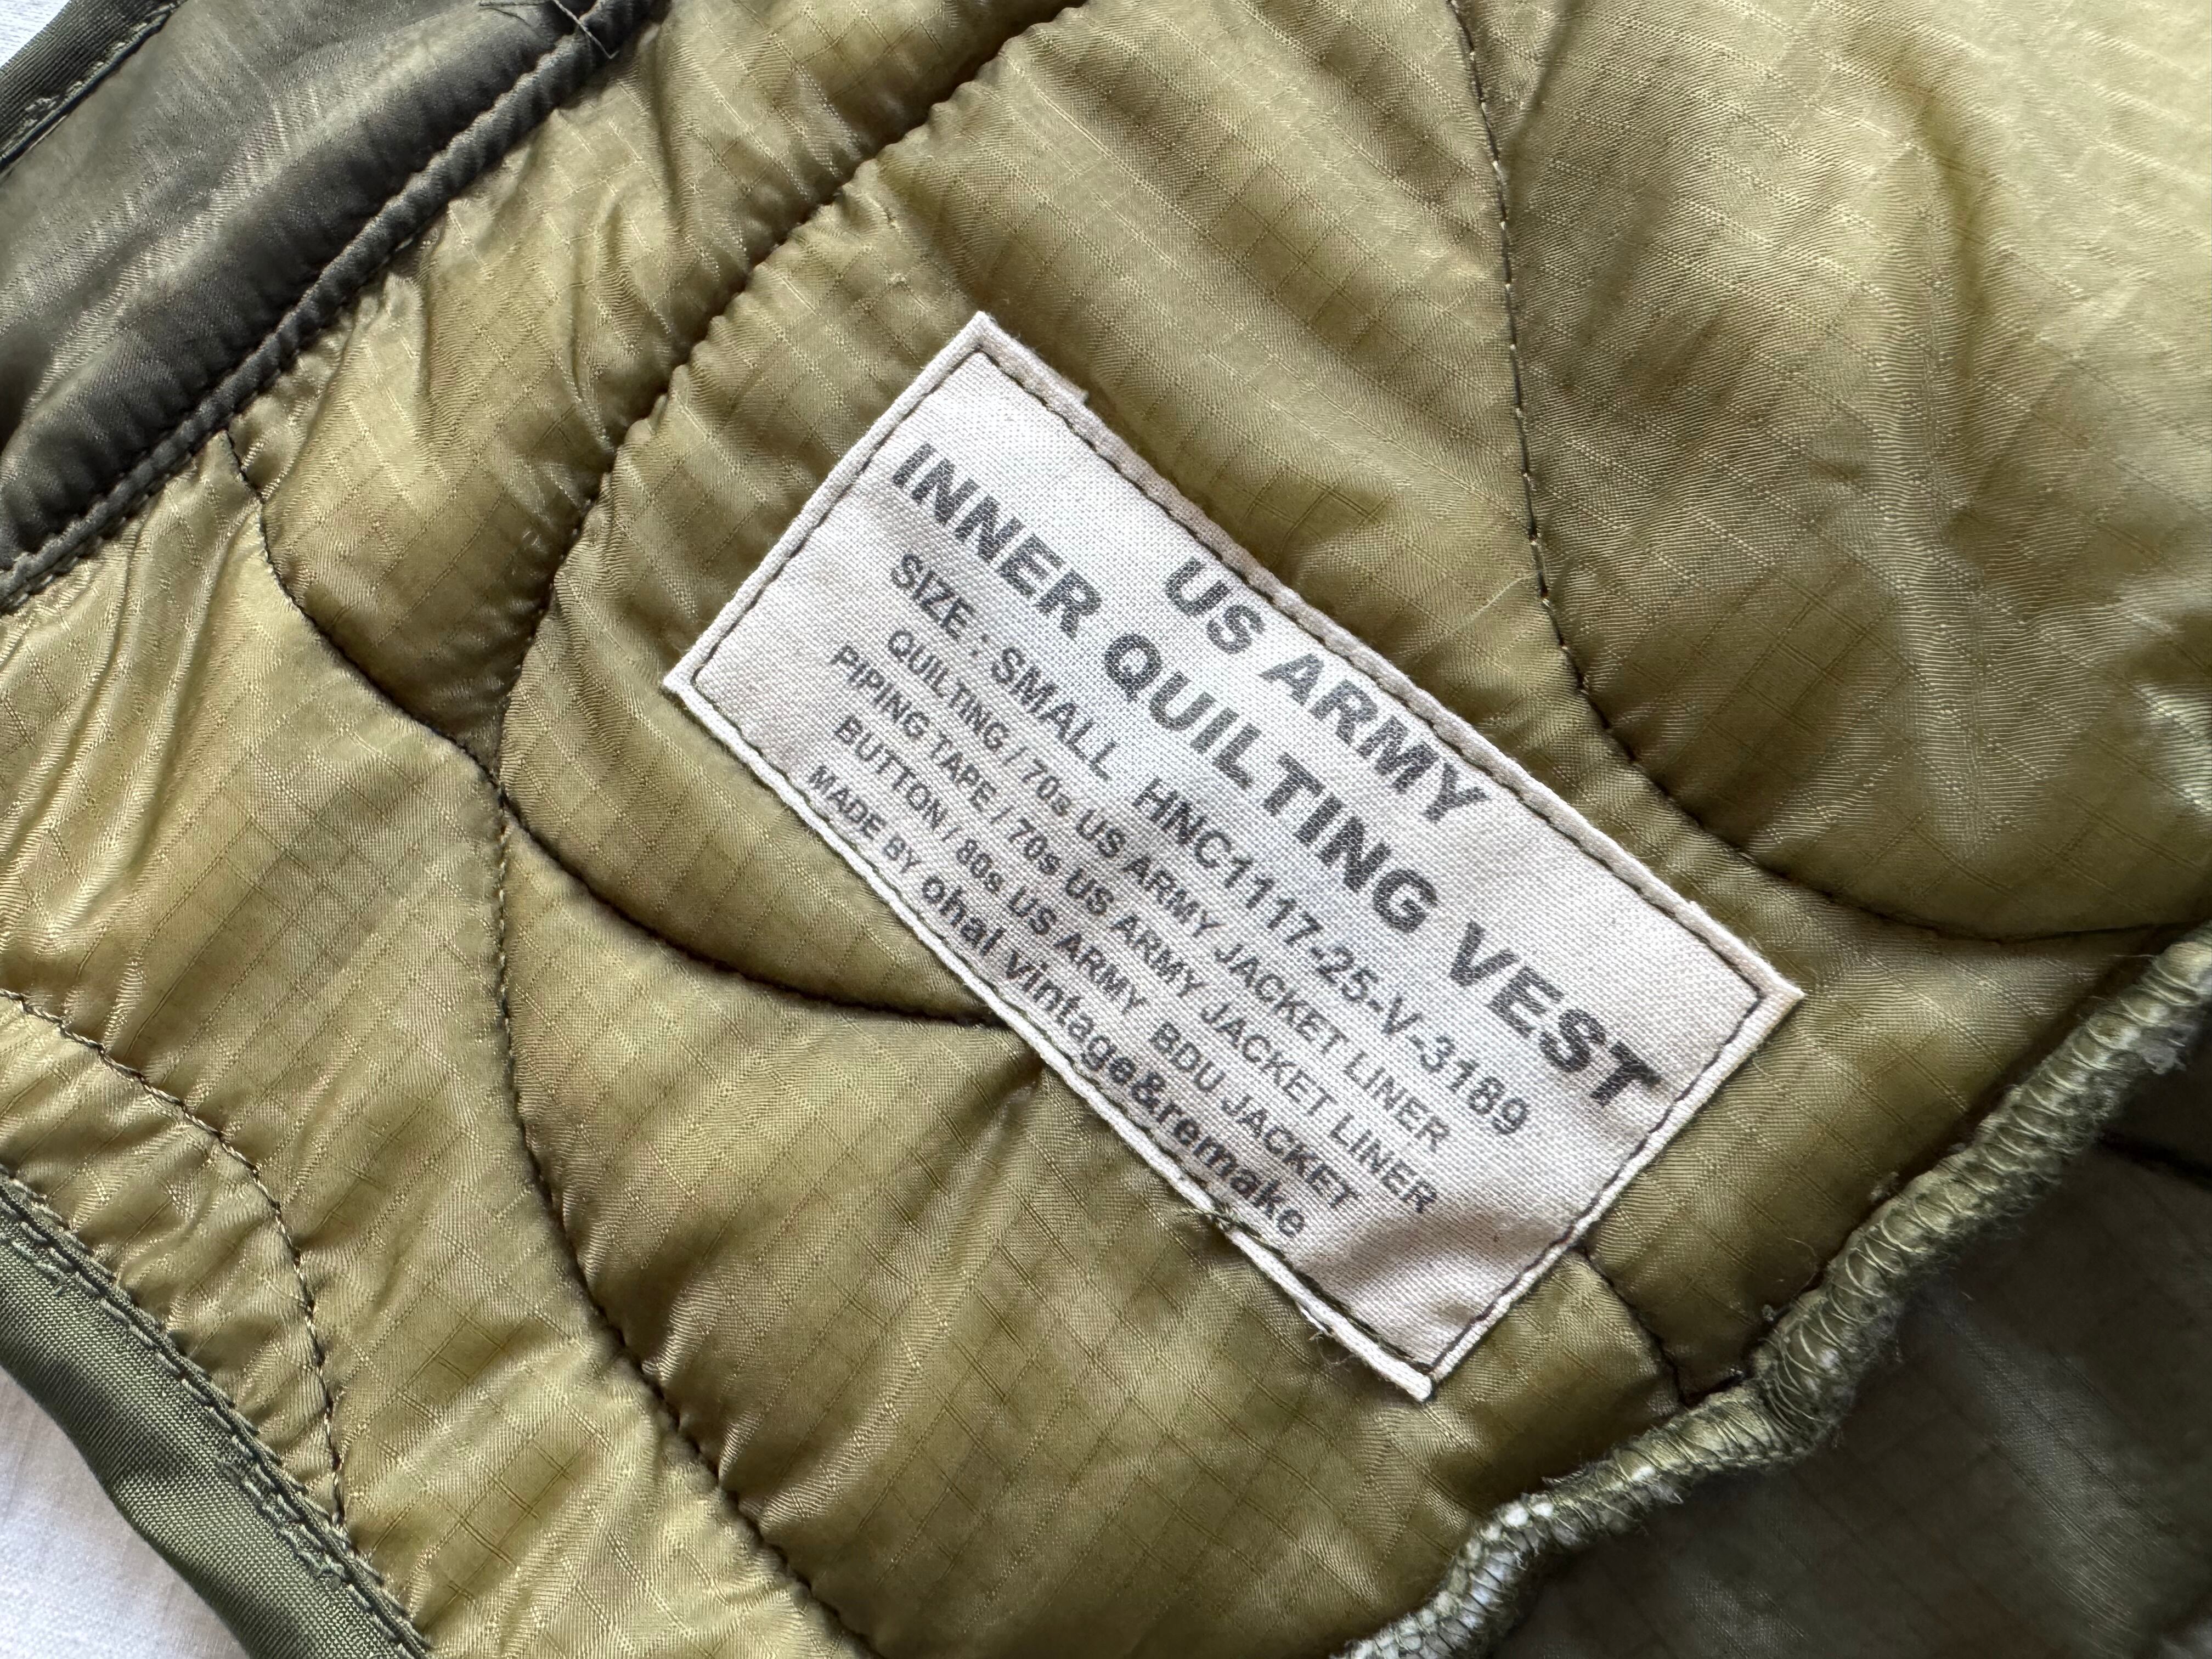 US ARMY
INNER QUILTING VEST
SIZE : SMALL HNC1117-25-V-3189
QUILTING / 70s US ARMY JACKET LINER
PIPING TAPE / 70s US ARMY JACKET LINER
BUTTON / 80s US ARMY BDU JACKET
MADE BY ohal vintage&remake